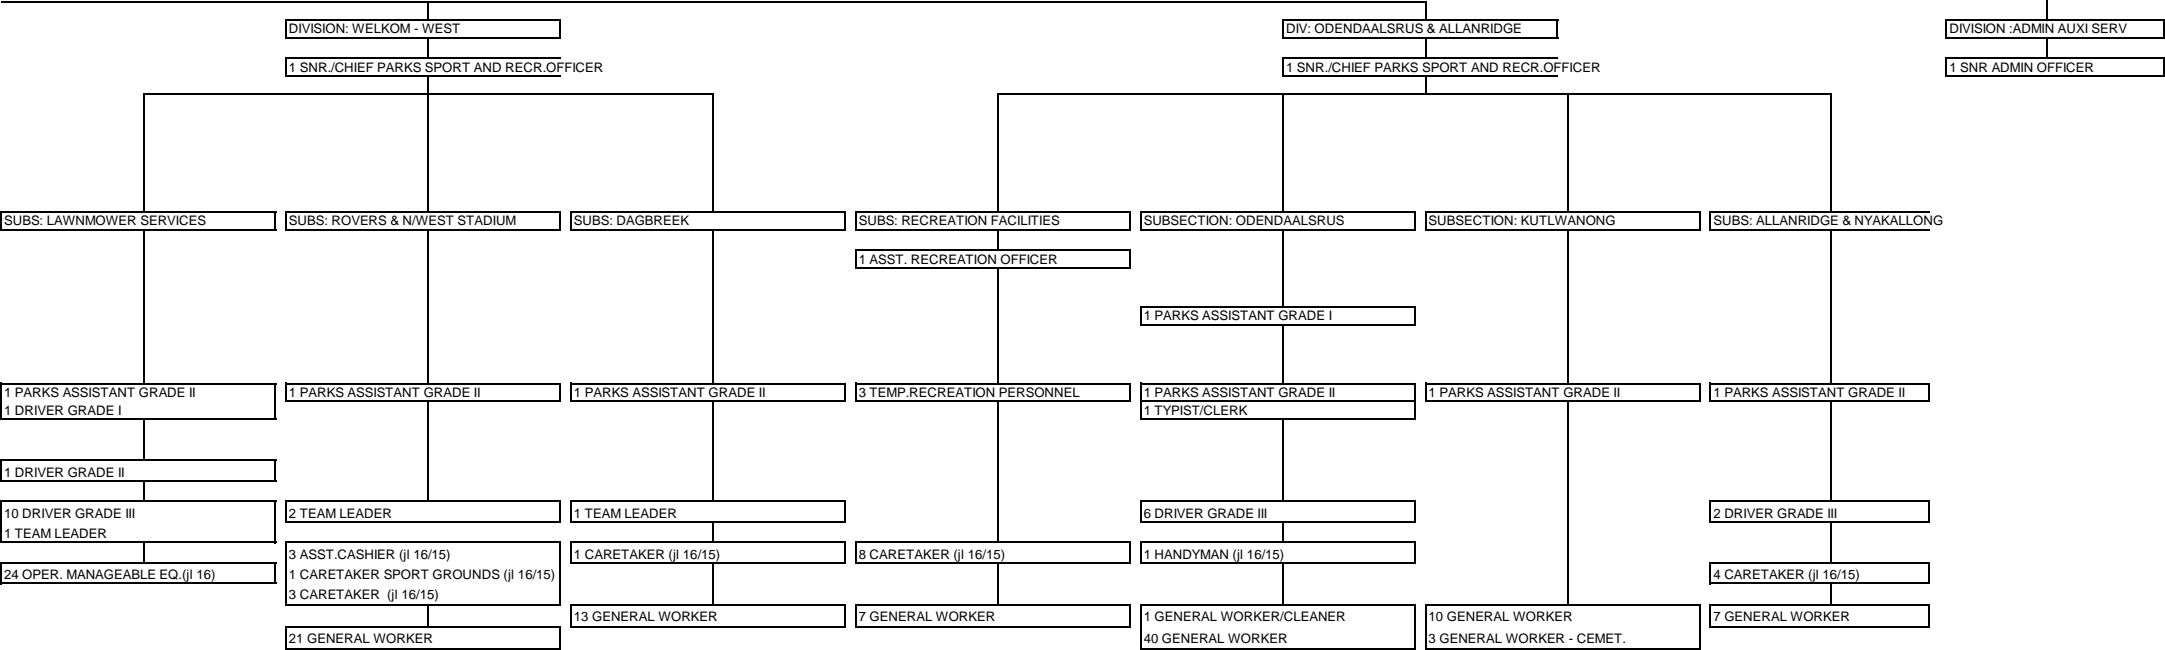 DIVISION: WELKOM - WEST
DIV: ODENDAALSRUS & ALLANRIDGE
DIVISION :ADMIN AUXI SERV
1 SNR./CHIEF PARKS SPORT AND RECR.OFFICER
1 SNR./CHIEF PARKS SPORT AND RECR.OFFICER
1 SNR ADMIN OFFICER
SUBS: LAWNMOWER SERVICES
SUBS: ROVERS & N/WEST STADIUM
SUBS: DAGBREEK
SUBS: RECREATION FACILITIES
SUBSECTION: ODENDAALSRUS
SUBSECTION: KUTLWANONG
SUBS: ALLANRIDGE & NYAKALLONG
1 ASST. RECREATION OFFICER
1 PARKS ASSISTANT GRADE I
1 PARKS ASSISTANT GRADE II
1 PARKS ASSISTANT GRADE II
1 PARKS ASSISTANT GRADE II
3 TEMP.RECREATION PERSONNEL
1 PARKS ASSISTANT GRADE II
1 PARKS ASSISTANT GRADE II
1 PARKS ASSISTANT GRADE II
1 DRIVER GRADE I
1 TYPIST/CLERK
1 DRIVER GRADE II
10 DRIVER GRADE III
2 TEAM LEADER
1 TEAM LEADER
6 DRIVER GRADE III
2 DRIVER GRADE III
1 TEAM LEADER
3 ASST.CASHIER (jl 16/15)
1 CARETAKER (jl 16/15)
8 CARETAKER (jl 16/15)
1 HANDYMAN (jl 16/15)
24 OPER. MANAGEABLE EQ.(jl 16)
1 CARETAKER SPORT GROUNDS (jl 16/15)
4 CARETAKER (jl 16/15)
3 CARETAKER  (jl 16/15)
13 GENERAL WORKER
7 GENERAL WORKER
1 GENERAL WORKER/CLEANER
10 GENERAL WORKER
7 GENERAL WORKER
21 GENERAL WORKER
40 GENERAL WORKER
3 GENERAL WORKER - CEMET.